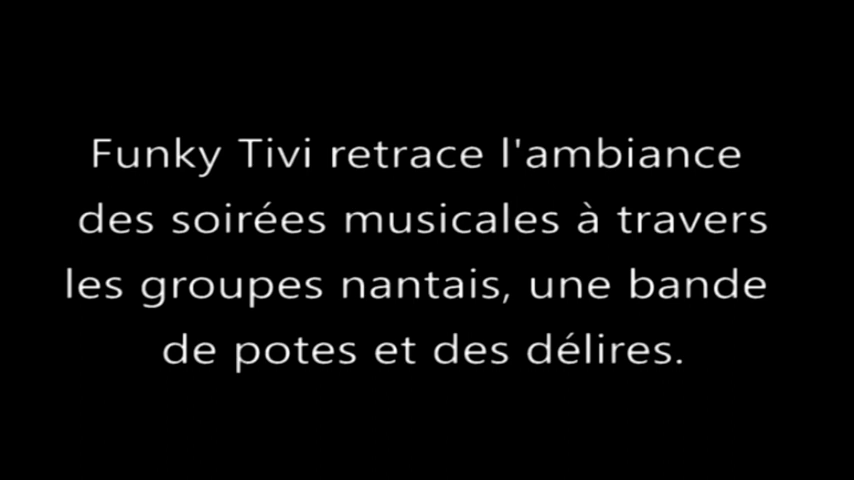 Funky Tivi retrace l'ambiance
des soirées musicales à travers
les groupes nantais, une bande
de potes et des délires.